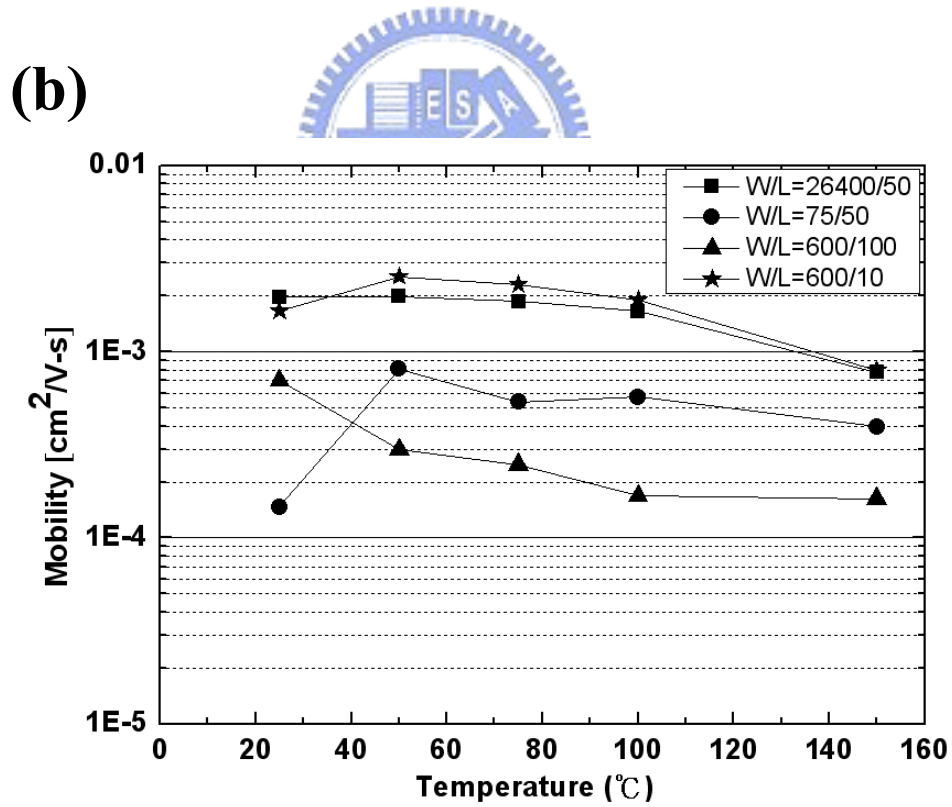 (b)
E S A
0.01
W/L=26400/50
W/L=75/50
W/L=600/100
W/L=600/10
1E-3
1E-4
1E-5
Mobility [cm²/V-s]
0 20 40 60 80 100 120 140 160
Temperature (℃)